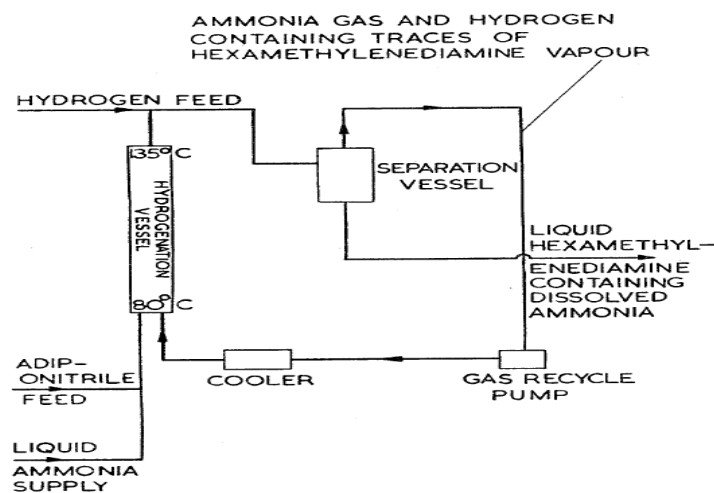 AMMONIA GAS AND HYDROGEN
CONTAINING TRACES OF
HEXAMETHYLENEDIAMINE VAPOUR
HYDROGEN FEED
135°C
HYDROGENATION
VESSEL
80°C
SEPARATION
VESSEL
LIQUID
HEXAMETHYL-
ENEDIAMINE
CONTAINING
DISSOLVED
AMMONIA
ADIP-
ONITRILE
FEED
COOLER
GAS RECYCLE
PUMP
LIQUID
AMMONIA
SUPPLY